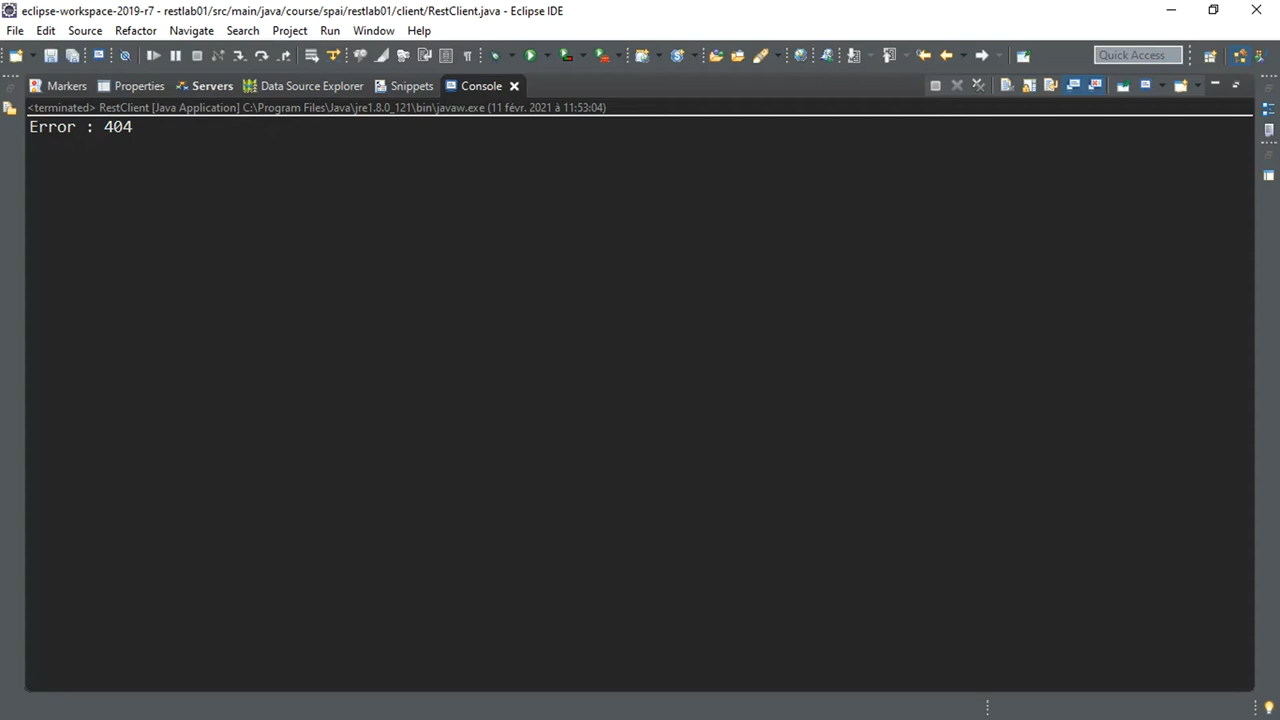 eclipse-workspace-2019-r7 - restlab01/src/main/java/course/spai/restlab01/client/RestClient.java - Eclipse IDE
File Edit Source Refactor Navigate Search Project Run Window Help
Quick Access
Markers Properties Servers Data Source Explorer Snippets Console
<terminated> RestClient [Java Application] C:\Program Files\Java\jre1.8.0_121\bin\javaw.exe (11 févr. 2021 à 11:53:04)
Error : 404